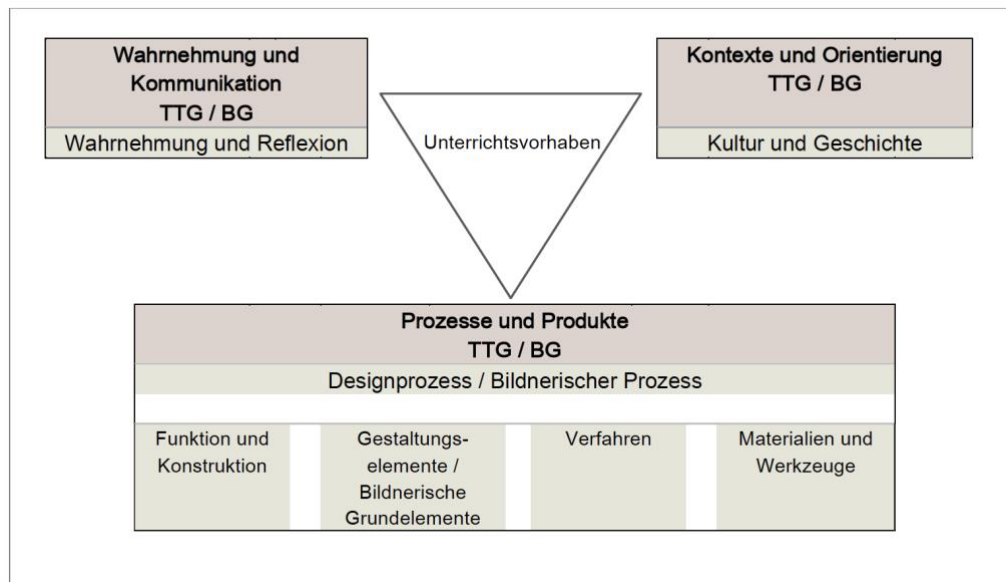 Wahrnehmung und
Kommunikation
TTG / BG
Wahrnehmung und Reflexion
Kontexte und Orientierung
TTG / BG
Kultur und Geschichte
Unterrichtsvorhaben
Prozesse und Produkte
TTG / BG
Designprozess / Bildnerischer Prozess
Funktion und
Konstruktion
Gestaltungs-
elemente /
Bildnerische
Grundelemente
Verfahren
Materialien und
Werkzeuge